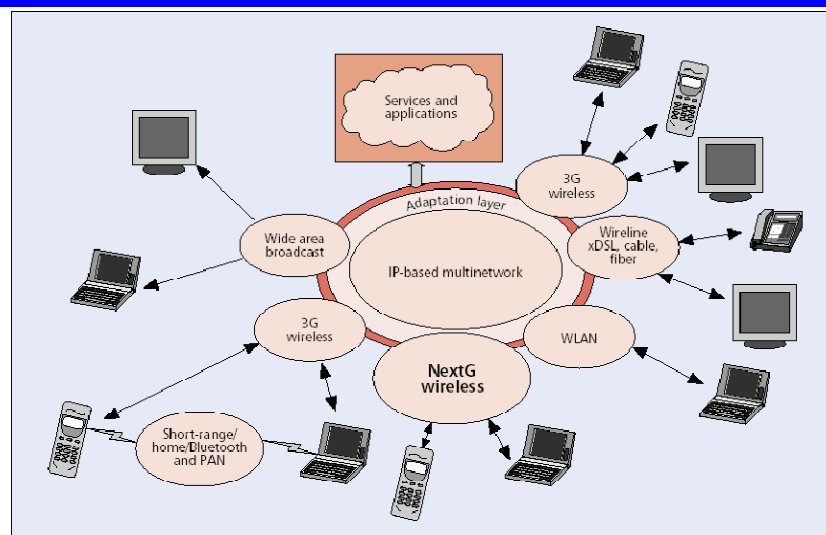 Services and
applications
3G
wireless
Adaptation layer
Wide area
broadcast
Wireline
xDSL, cable,
fiber
IP-based multinetwork
3G
wireless
WLAN
NextG
wireless
Short-range/
home/Bluetooth
and PAN